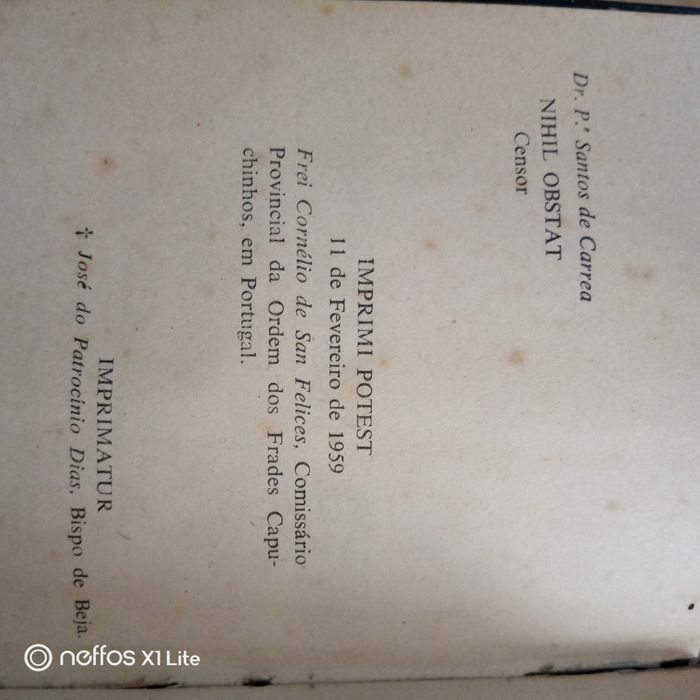 Dr. P.ª Santos de Carrea
NIHIL OBSTAT
Censor
IMPRIMI POTEST
11 de Fevereiro de 1959
Frei Cornélio de San Felices, Comissário
Provincial da Ordem dos Frades Capu-
chinhos, em Portugal.
IMPRIMATUR
† José do Patrocínio Dias, Bispo de Beja.
neffos X1 Lite